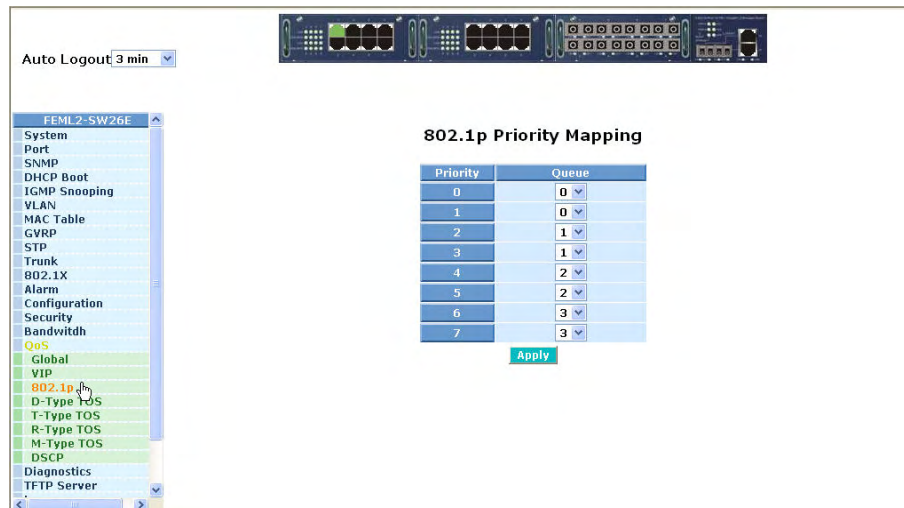 Auto Logout 3 min
FEML2-SW26E
System
Port
SNMP
DHCP Boot
IGMP Snooping
VLAN
MAC Table
GVRP
STP
Trunk
802.1X
Alarm
Configuration
Security
Bandwitdh
QoS
Global
VIP
802.1p
D-Type TOS
T-Type TOS
R-Type TOS
M-Type TOS
DSCP
Diagnostics
TFTP Server
802.1p Priority Mapping
Priority Queue
0 0
1 0
2 1
3 1
4 2
5 2
6 3
7 3
Apply